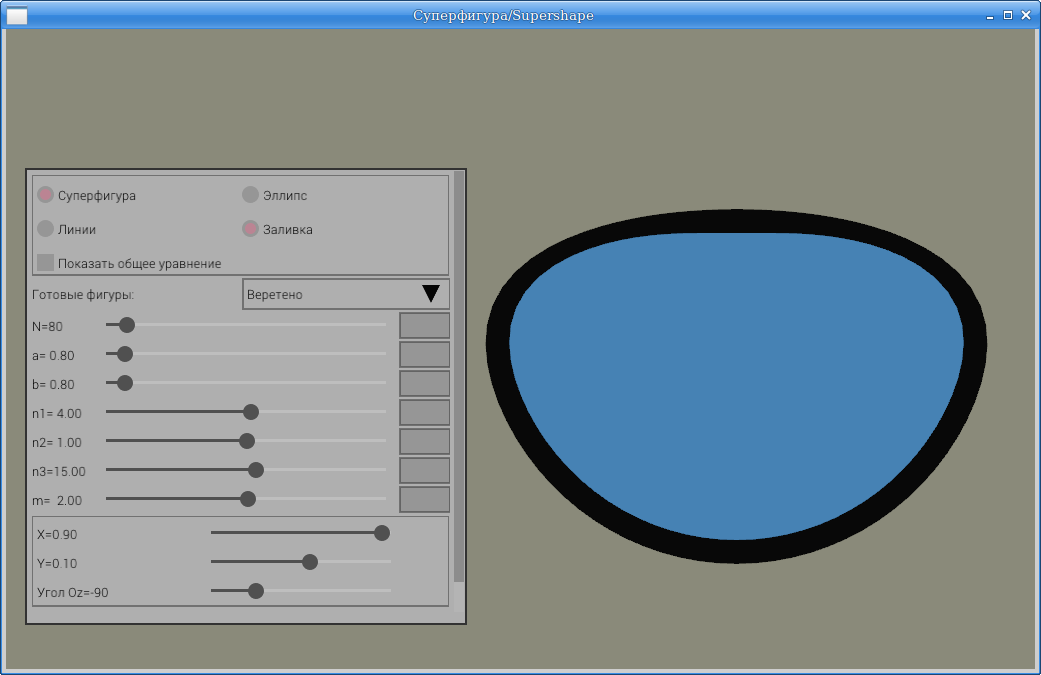 Суперфигура/Supershape
Суперфигура Эллипс
Линии Заливка
Показать общее уравнение
Готовые фигуры: Веретено
N=80
a= 0.80
b= 0.80
n1= 4.00
n2= 1.00
n3=15.00
m= 2.00
X=0.90
Y=0.10
Угол Oz=-90